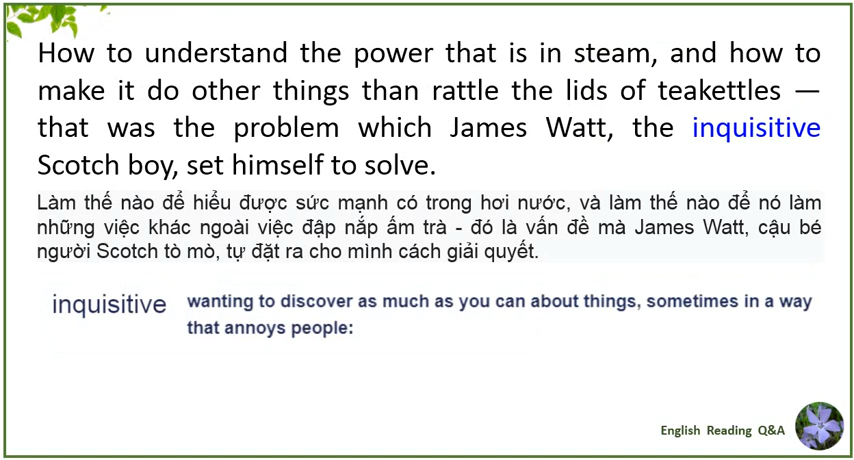 How to understand the power that is in steam, and how to
make it do other things than rattle the lids of teakettles —
that was the problem which James Watt, the inquisitive
Scotch boy, set himself to solve.
Làm thế nào để hiểu được sức mạnh có trong hơi nước, và làm thế nào để nó làm
những việc khác ngoài việc đập nắp ấm trà - đó là vấn đề mà James Watt, cậu bé
người Scotch tò mò, tự đặt ra cho mình cách giải quyết.
inquisitive wanting to discover as much as you can about things, sometimes in a way
that annoys people:
English Reading Q&A